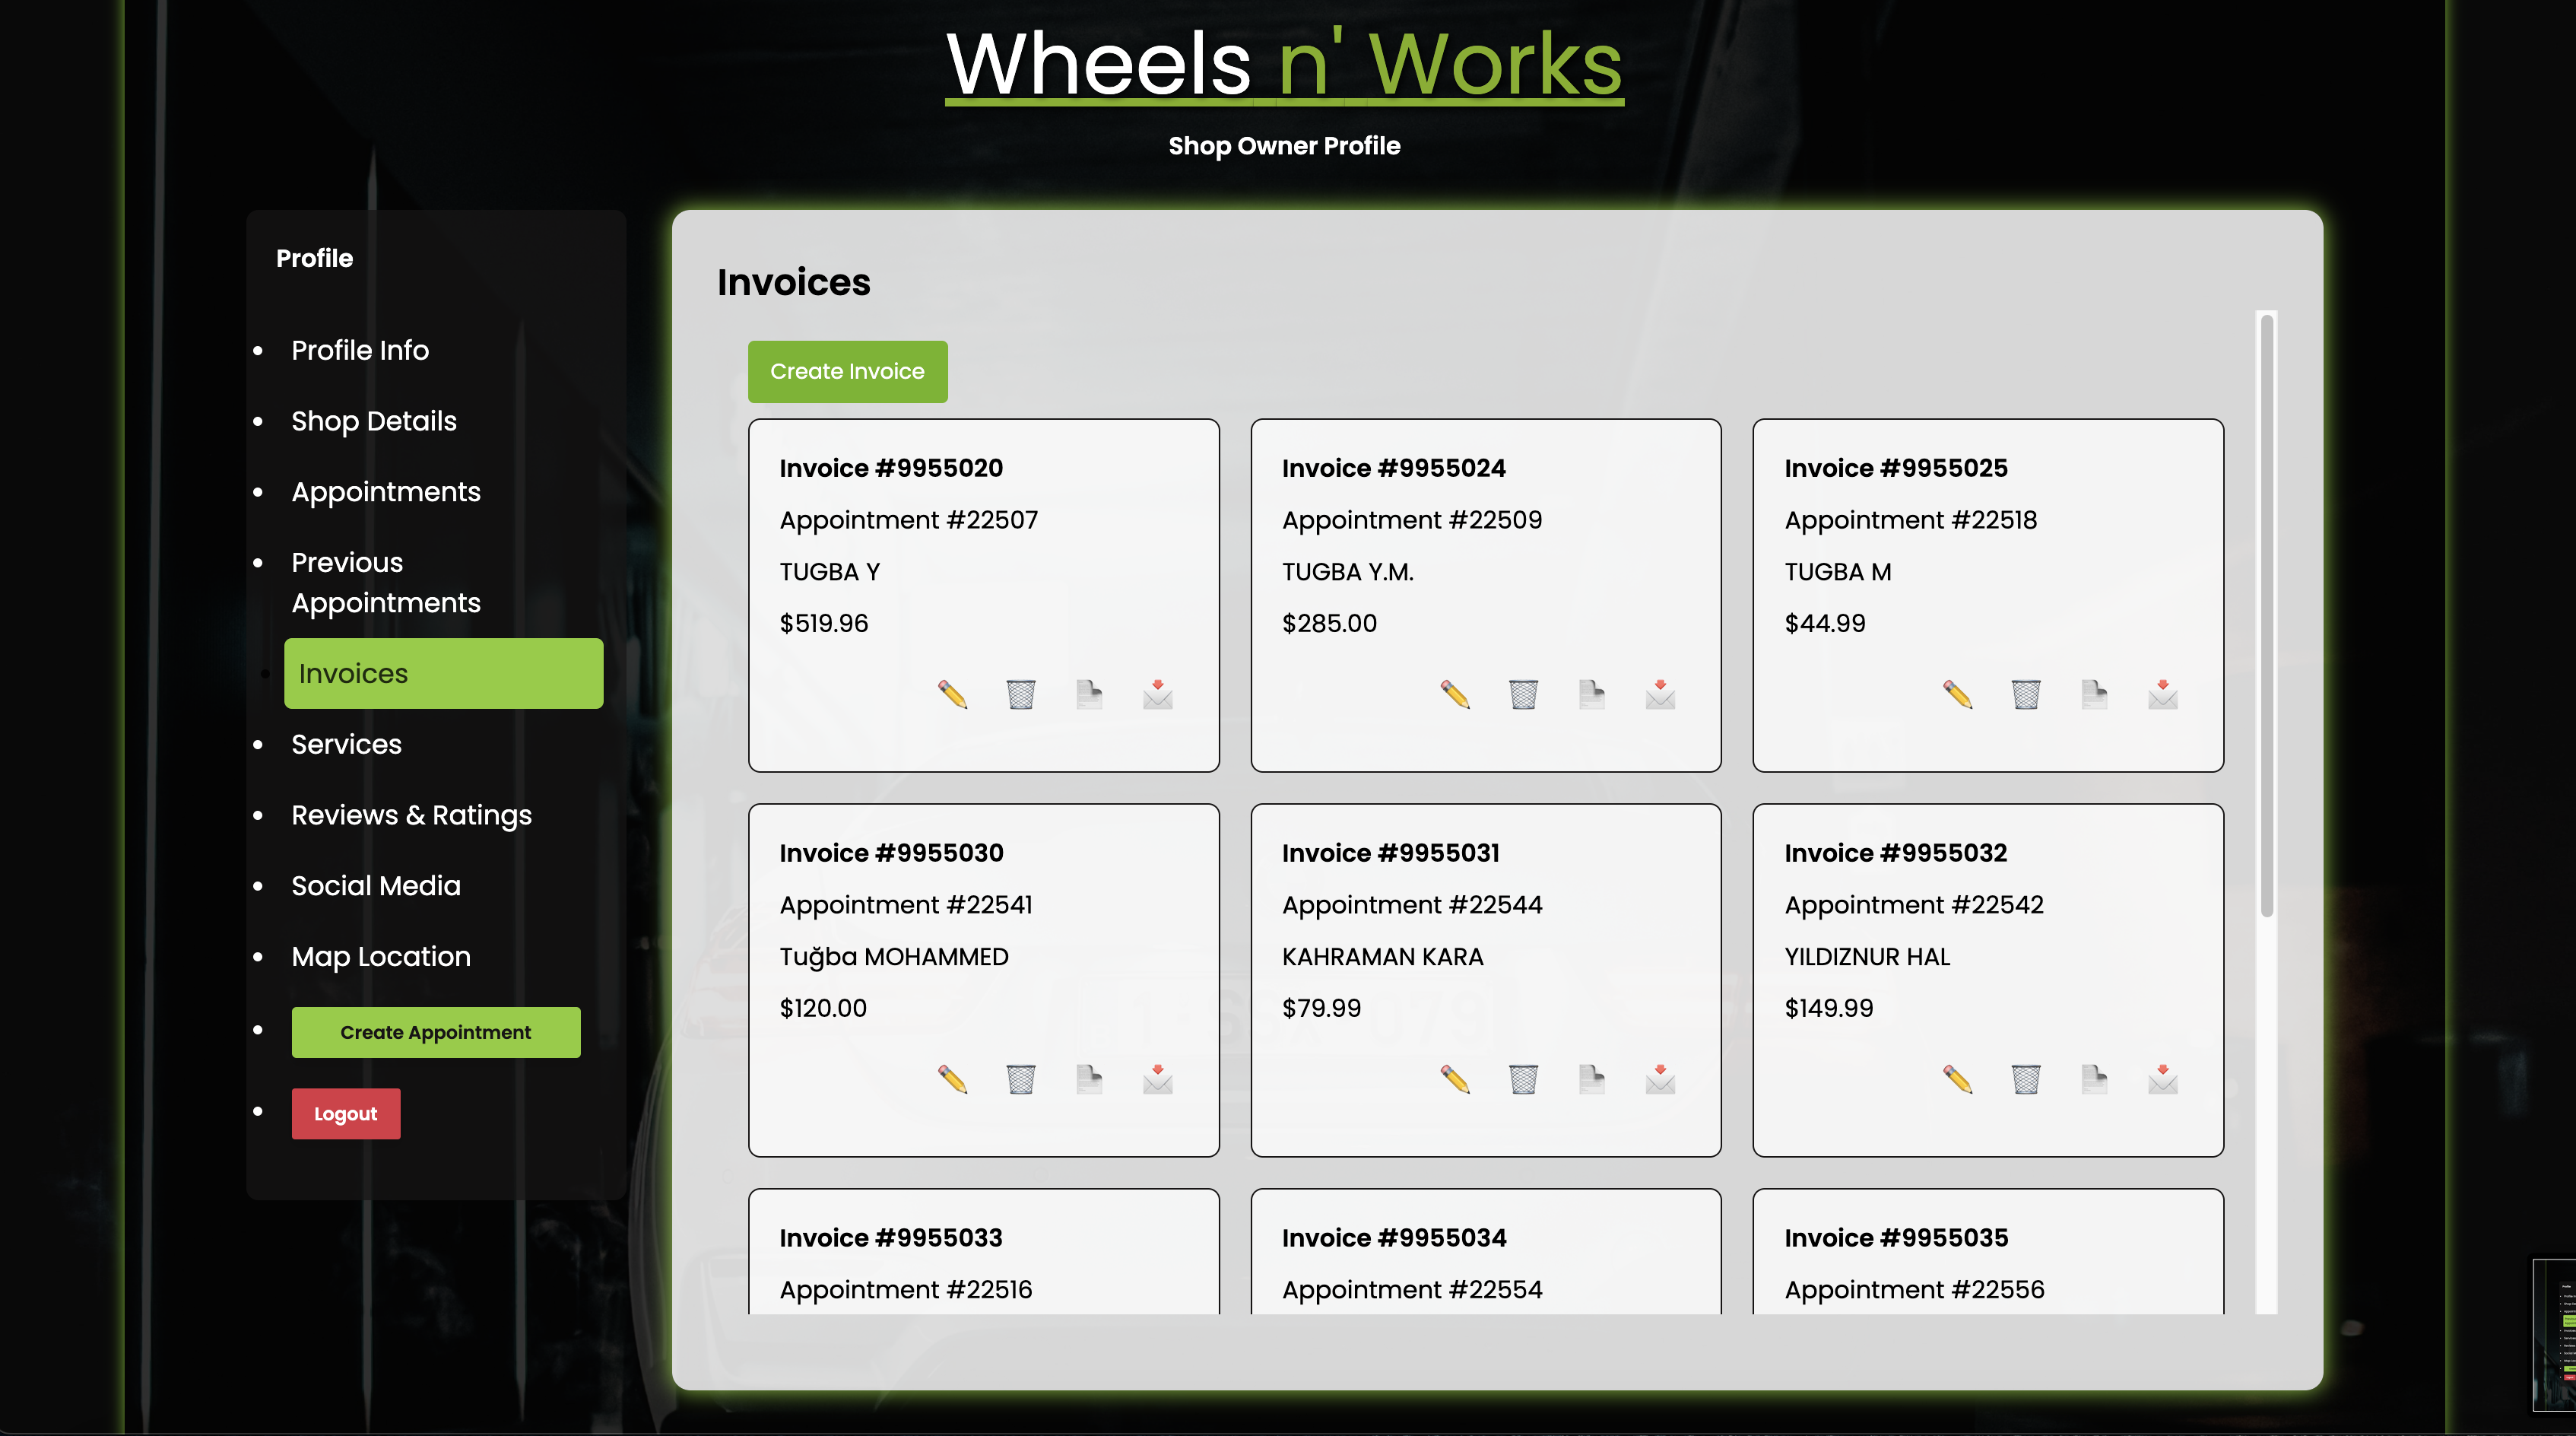 Wheels n' Works
Shop Owner Profile
Profile
Profile Info
Shop Details
Appointments
Previous
Appointments
Invoices
Services
Reviews & Ratings
Social Media
Map Location
Create Appointment
Logout
Invoices
Create Invoice
Invoice #9955020
Appointment #22507
TUGBA Y
$519.96
Invoice #9955024
Appointment #22509
TUGBA Y.M.
$285.00
Invoice #9955025
Appointment #22518
TUGBA M
$44.99
Invoice #9955030
Appointment #22541
Tuğba MOHAMMED
$120.00
Invoice #9955031
Appointment #22544
KAHRAMAN KARA
$79.99
Invoice #9955032
Appointment #22542
YILDIZNUR HAL
$149.99
Invoice #9955033
Appointment #22516
Invoice #9955034
Appointment #22554
Invoice #9955035
Appointment #22556